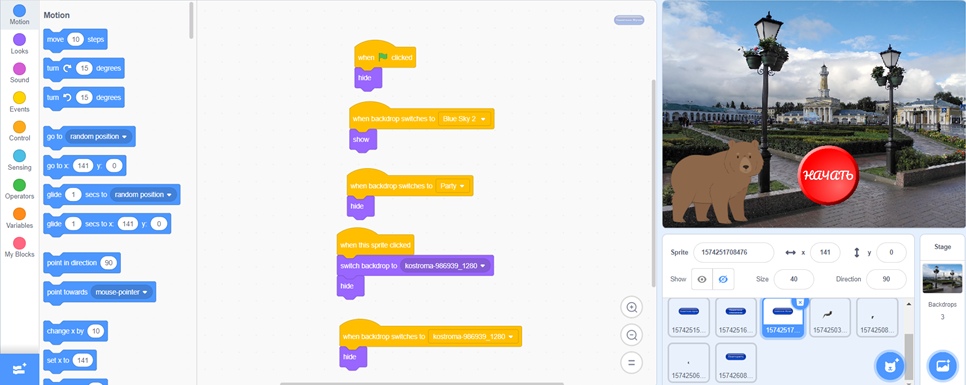 Motion
Looks
Sound
Events
Control
Sensing
Operators
Variables
My Blocks
Motion
move 10 steps
turn 15 degrees
turn 15 degrees
go to random position
go to x: 141 y: 0
glide 1 secs to random position
glide 1 secs to x: 141 y: 0
point in direction 90
point towards mouse-pointer
change x by 10
set x to 141
when clicked
hide
when backdrop switches to Blue Sky 2
show
when backdrop switches to Party
hide
when this sprite clicked
switch backdrop to kostroma-986939_1280
hide
when backdrop switches to kostroma-986939_1280
hide
НАЧАТЬ
Sprite 1574251708476 x 141 y 0
Show Size 40 Direction 90
15742515... 15742516... 15742517... 15742503... 15742508...
15742506... 15742608...
Stage
Backdrops
3